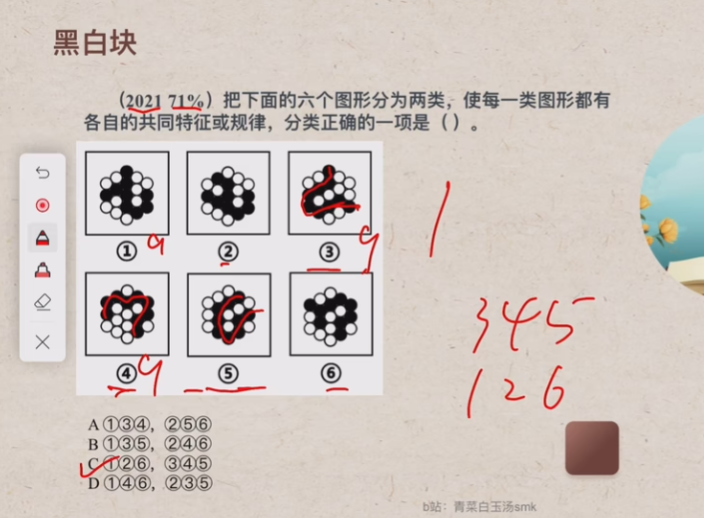 黑白块
（2021 71%）把下面的六个图形分为两类，使每一类图形都有
各自的共同特征或规律，分类正确的一项是（）。
① 9 ② ③ 9
1
④ 9 ⑤ ⑥
345
126
A ①③④，②⑤⑥
B ①③⑤，②④⑥
C ①②⑥，③④⑤
D ①④⑥，②③⑤
b站：青菜白玉汤smk